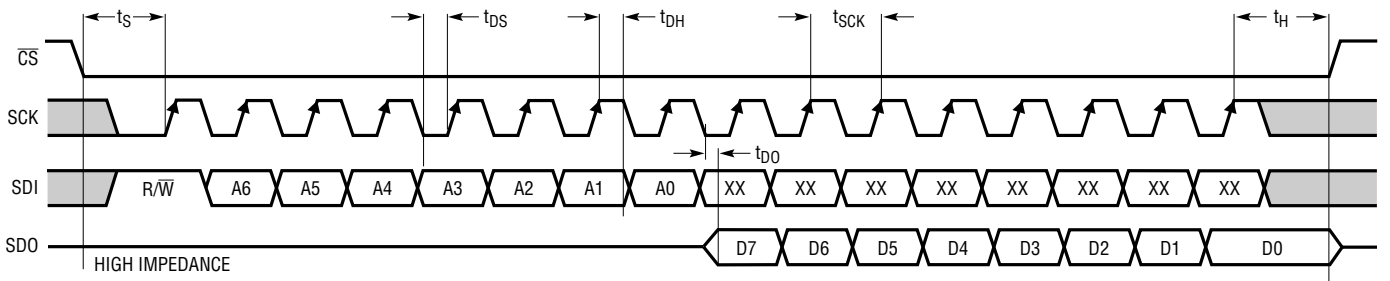 tS tDS tDH tSCK tH
CS
SCK
tDO
SDI R/W A6 A5 A4 A3 A2 A1 A0 XX XX XX XX XX XX XX XX
SDO D7 D6 D5 D4 D3 D2 D1 D0
HIGH IMPEDANCE